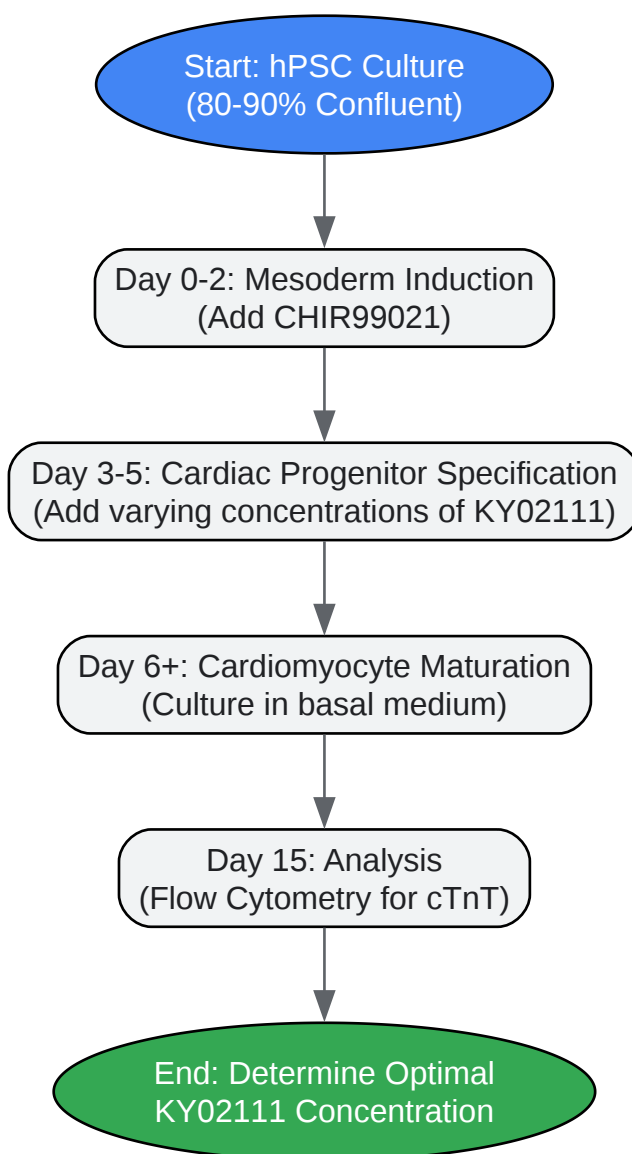 Start: hPSC Culture
(80-90% Confluent)
Day 0-2: Mesoderm Induction
(Add CHIR99021)
Day 3-5: Cardiac Progenitor Specification
(Add varying concentrations of KY02111)
Day 6+: Cardiomyocyte Maturation
(Culture in basal medium)
Day 15: Analysis
(Flow Cytometry for cTnT)
End: Determine Optimal
KY02111 Concentration